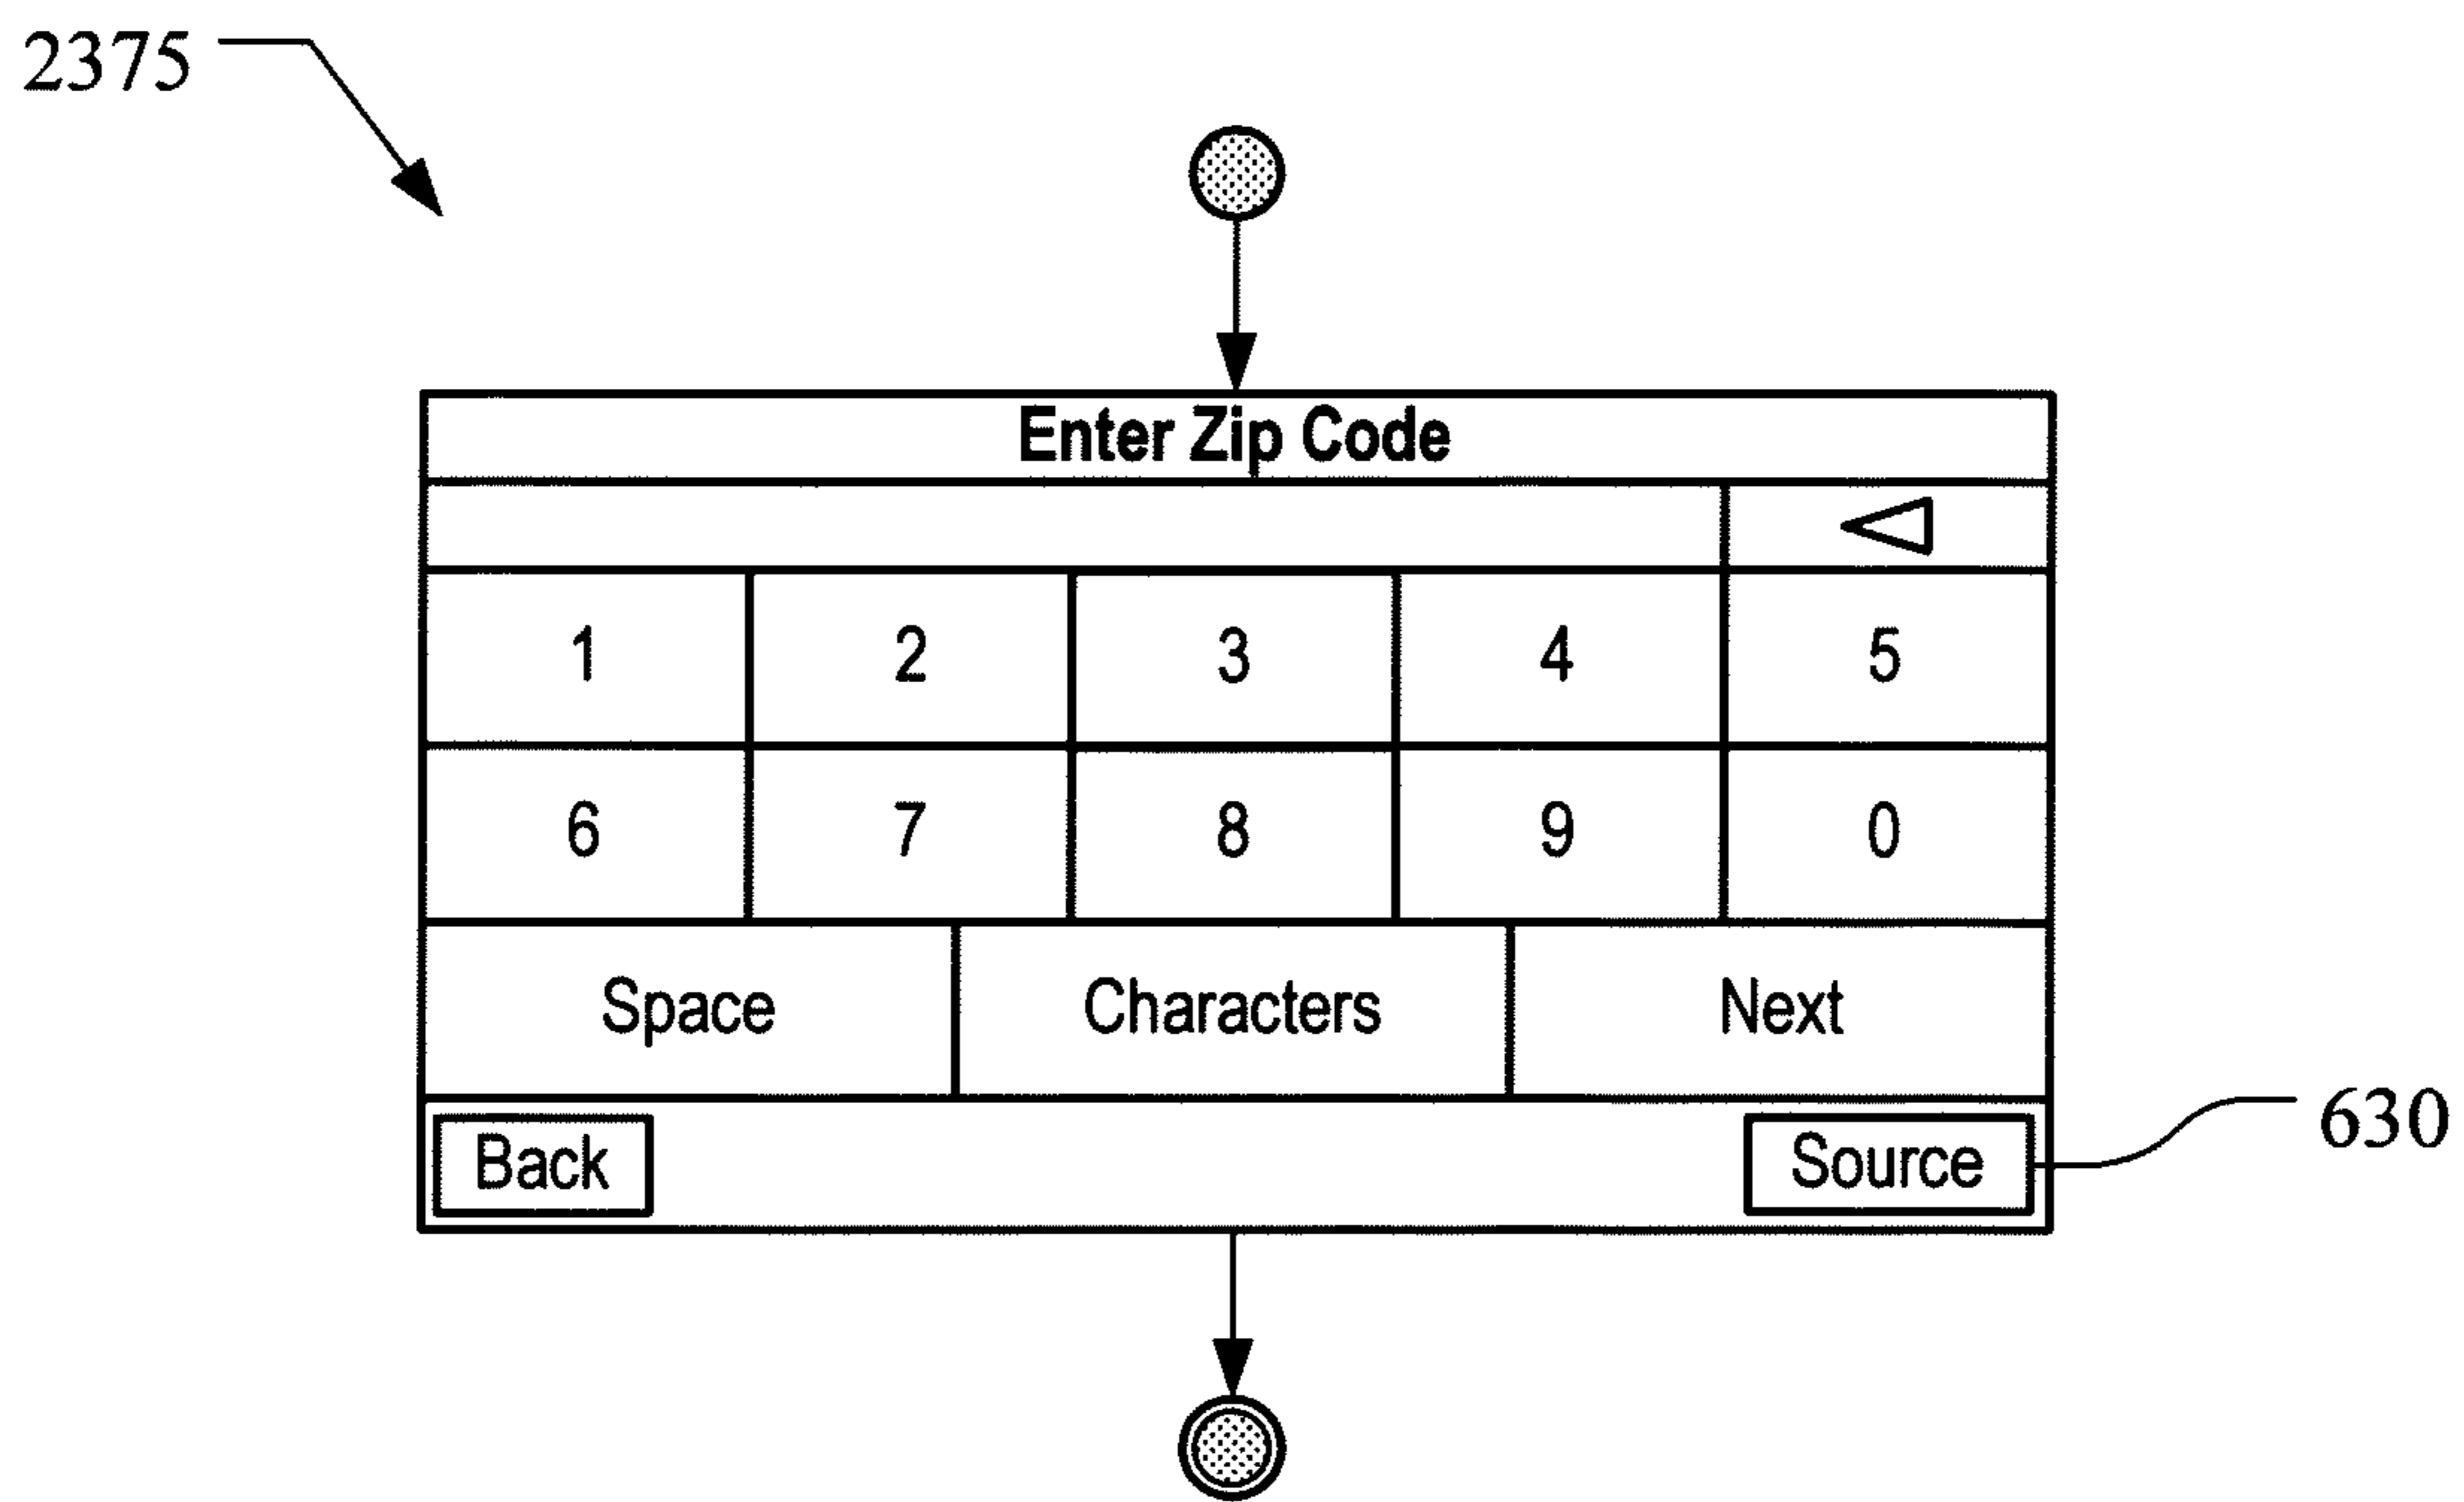 2375
Enter Zip Code
1 2 3 4 5
6 7 8 9 0
Space Characters Next
Back Source 630